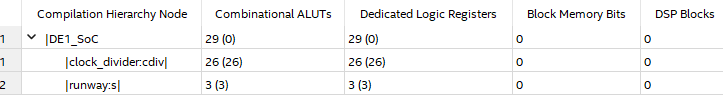 Compilation Hierarchy Node Combinational ALUTs Dedicated Logic Registers Block Memory Bits DSP Blocks
1 |DE1_SoC 29 (0) 29 (0) 0 0
1 |clock_divider:cdiv| 26 (26) 26 (26) 0 0
2 |runway:s| 3 (3) 3 (3) 0 0